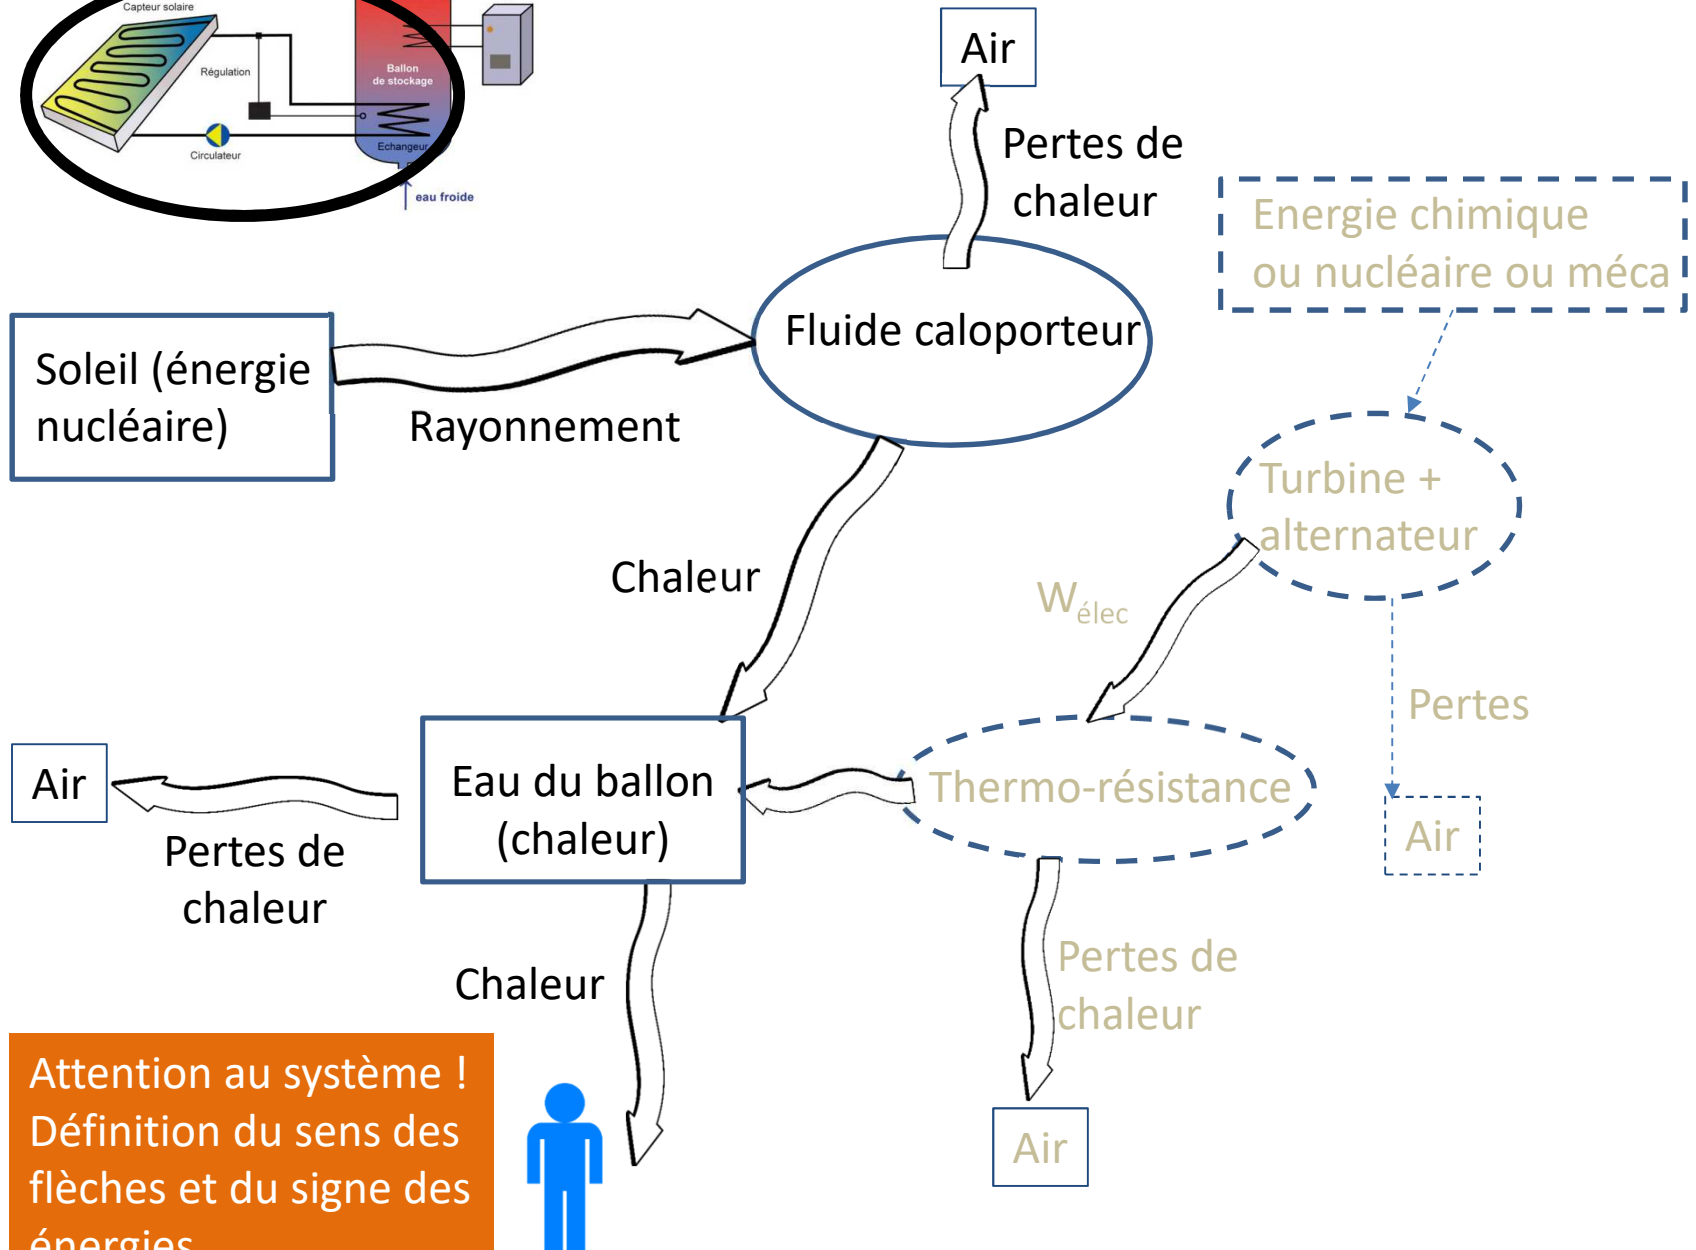 Capteur solaire
Régulation
Ballon
de stockage
Echangeur
Circulateur
eau froide
Air
Pertes de
chaleur
Energie chimique
ou nucléaire ou méca
Soleil (énergie
nucléaire)
Rayonnement
Fluide caloporteur
Turbine +
alternateur
Chaleur
Wélec
Pertes
Air
Pertes de
chaleur
Eau du ballon
(chaleur)
Thermo-résistance
Air
Chaleur
Pertes de
chaleur
Air
Attention au système !
Définition du sens des
flèches et du signe des
énergies